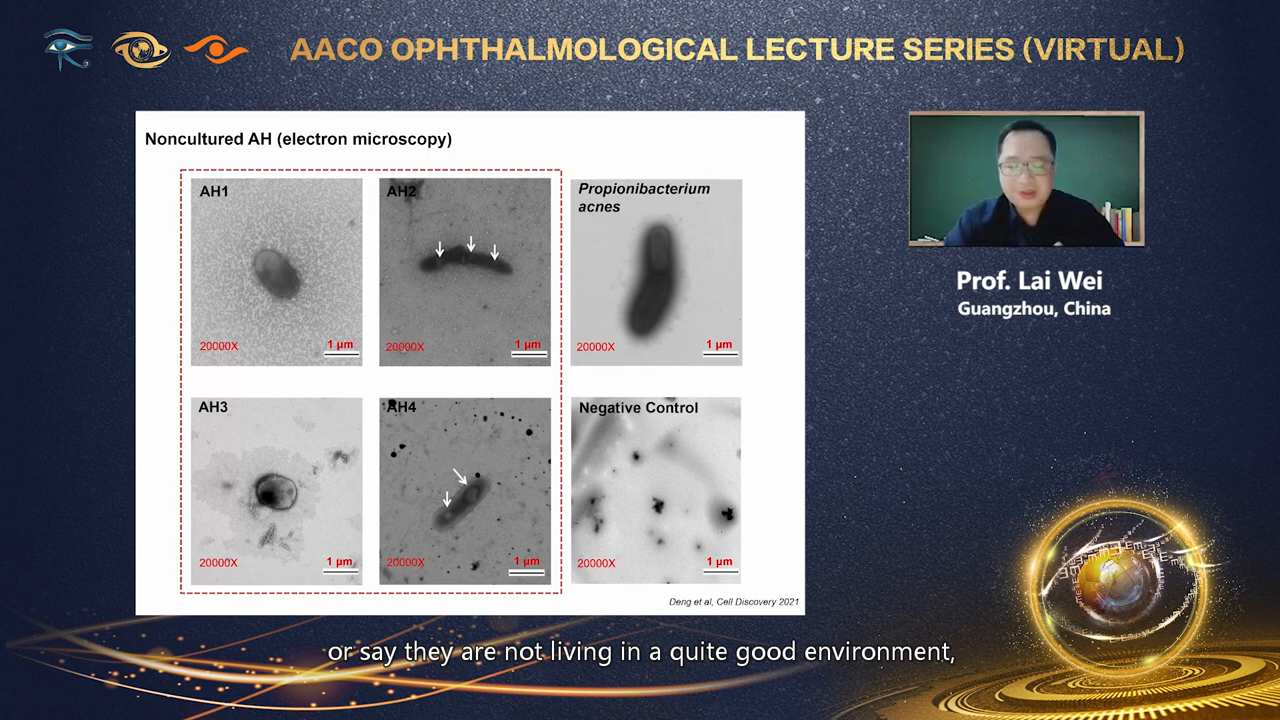 AACO OPHTHALMOLOGICAL LECTURE SERIES (VIRTUAL)
Noncultured AH (electron microscopy)
AH1
20000X
1 µm
AH2
20000X
1 µm
Propionibacterium
acnes
20000X
1 µm
AH3
20000X
1 µm
AH4
20000X
1 µm
Negative Control
20000X
1 µm
Deng et al, Cell Discovery 2021
Prof. Lai Wei
Guangzhou, China
or say they are not living in a quite good environment,